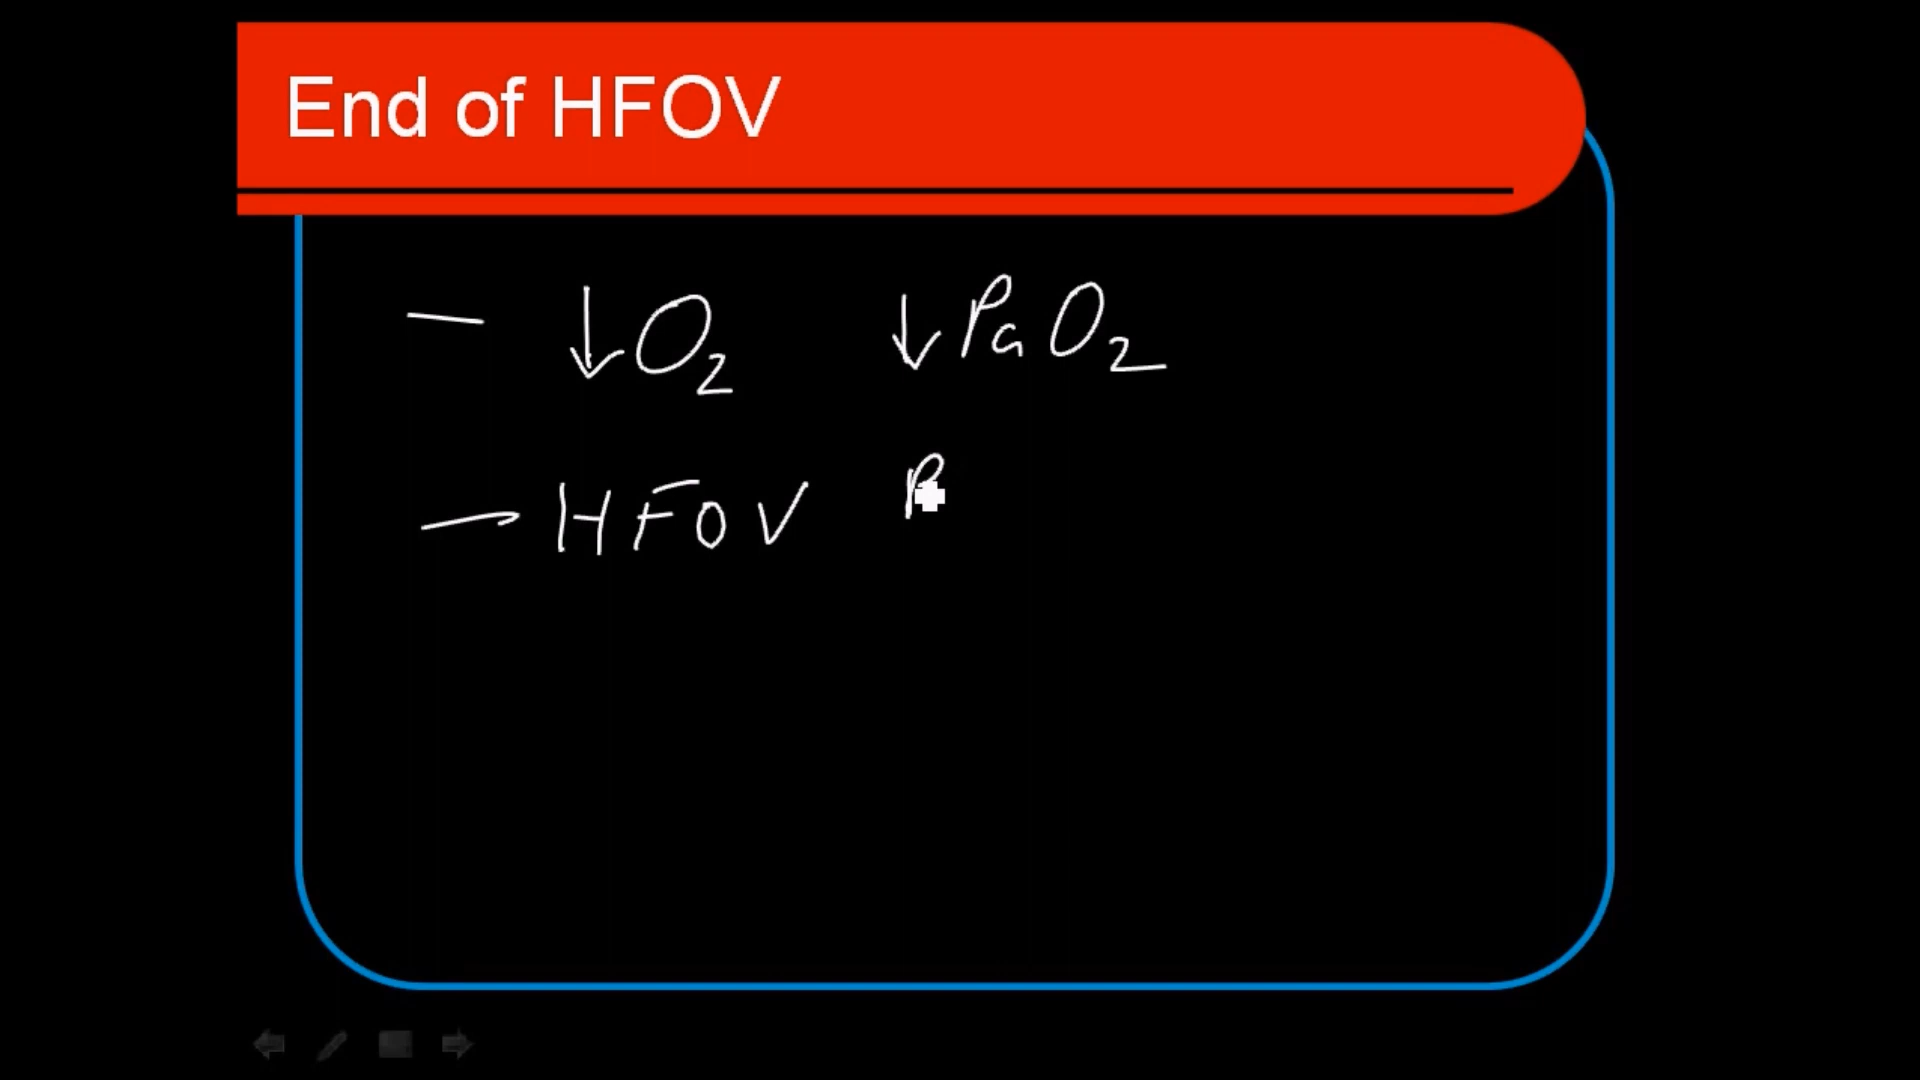 End of HFOV
— ↓O₂ ↓PaO₂
— HFOV P